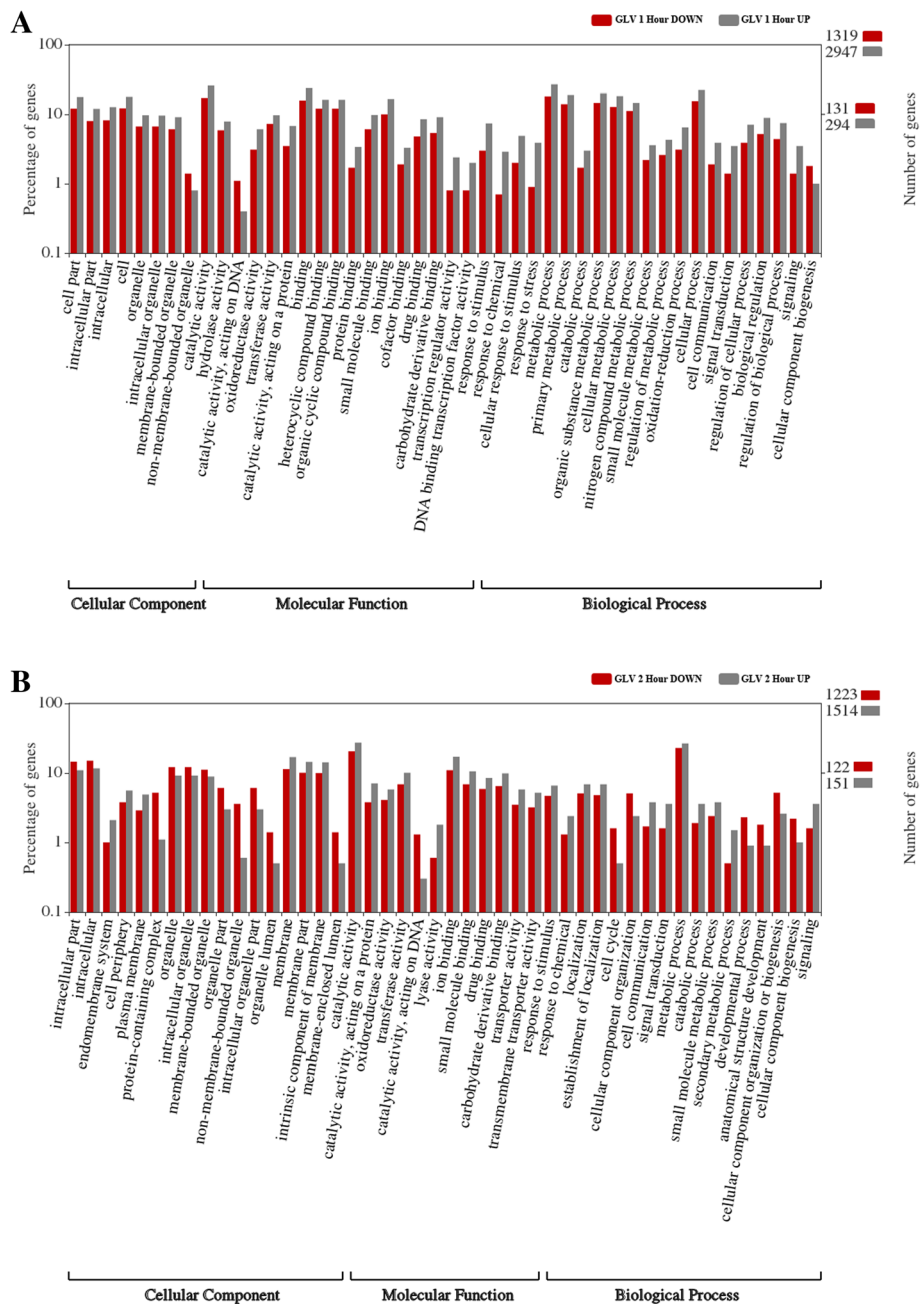 A
GLV 1 Hour DOWN
GLV 1 Hour UP
100
10
1
0.1
Percentage of genes
1319
2947
131
294
Number of genes
cell part
intracellular part
intracellular
cell
organelle
intracellular organelle
membrane-bounded organelle
non-membrane-bounded organelle
catalytic activity
hydrolase activity
catalytic activity, acting on DNA
oxidoreductase activity
transferase activity
catalytic activity, acting on a protein
binding
heterocyclic compound binding
organic cyclic compound binding
protein binding
small molecule binding
ion binding
cofactor binding
drug binding
carbohydrate derivative binding
transcription regulator activity
DNA binding transcription factor activity
response to stimulus
response to chemical
cellular response to stimulus
response to stress
metabolic process
primary metabolic process
catabolic process
organic substance metabolic process
cellular metabolic process
nitrogen compound metabolic process
small molecule metabolic process
regulation of metabolic process
oxidation-reduction process
cellular process
cell communication
signal transduction
regulation of cellular process
biological regulation
regulation of biological process
signaling
cellular component biogenesis
Cellular Component
Molecular Function
Biological Process
B
GLV 2 Hour DOWN
GLV 2 Hour UP
100
10
1
0.1
Percentage of genes
1223
1514
122
151
Number of genes
intracellular part
intracellular
endomembrane system
cell periphery
plasma membrane
protein-containing complex
organelle
intracellular organelle
membrane-bounded organelle
organelle part
non-membrane-bounded organelle
intracellular organelle part
organelle lumen
membrane
membrane part
intrinsic component of membrane
membrane-enclosed lumen
catalytic activity
catalytic activity, acting on a protein
oxidoreductase activity
transferase activity
catalytic activity, acting on DNA
lyase activity
ion binding
small molecule binding
drug binding
carbohydrate derivative binding
transporter activity
transmembrane transporter activity
response to stimulus
response to chemical
localization
establishment of localization
cell cycle
cellular component organization
cell communication
signal transduction
metabolic process
catabolic process
small molecule metabolic process
secondary metabolic process
developmental process
anatomical structure development
cellular component organization or biogenesis
cellular component biogenesis
signaling
Cellular Component
Molecular Function
Biological Process